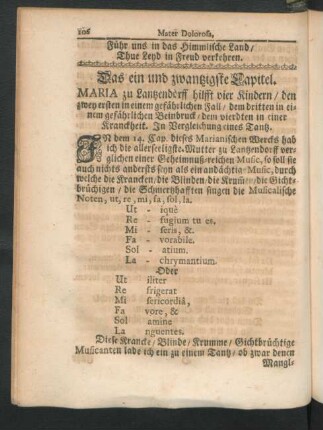 106 Mater Dolorosa.
Führ uns in das Himmlische Land/
Thue Leyd in Freud verkehren.
Das ein und zwantzigste Capitel.
MARIA zu Lantzendorff hilfft vier Kindern/ den
zwey ersten in einem gefährlichen Fall/ dem dritten in ei-
nem gefährlichen Beinbruck/ dem vierdten in einer
Kranckheit. In Vergleichung eines Tantz.
IN dem 14. Cap. dieses Marianischen Wercks hab
ich die allerseeligste-Mutter zu Lantzendorff ver-
glichen einer Geheimnuß-reichen Music, so soll sie
auch nichts anderst seyn als ein andächtig-Music, durch
welche die Krancken/ die Blinden/ die Krum̃e/ die Gicht-
brüchigen/ die Schmertzhafften singen die Musicalische
Noten, ut, re, mi, fa, sol, la.
Ut - iquè
Re - fugium tu es.
Mi - seris, &.
Fa - vorabile.
Sol - atium.
La - chrymantium.
Oder
Ut iliter
Re frigerat
Mi sericordiâ,
Fa vore, &
Sol amine
La nguentes.
Diese Krancke/ Blinde/ Krumme/ Gichtbrüchtige
Musicanten lade ich ein zu einem Tantz/ ob zwar denen
Mangl-